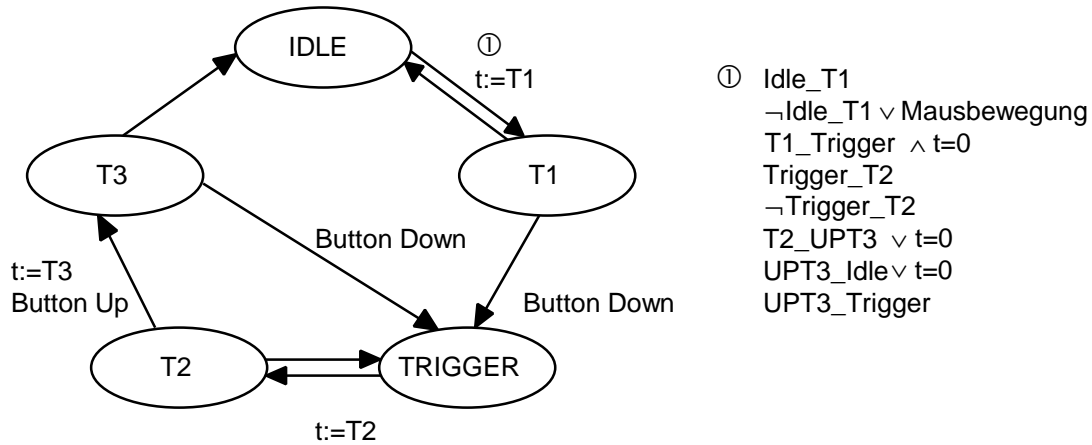 IDLE
①
t:=T1
T3
T1
Button Down
t:=T3
Button Up
Button Down
T2
TRIGGER
t:=T2
① Idle_T1
¬Idle_T1 ∨ Mausbewegung
T1_Trigger ∧ t=0
Trigger_T2
¬Trigger_T2
T2_UPT3 ∨ t=0
UPT3_Idle ∨ t=0
UPT3_Trigger